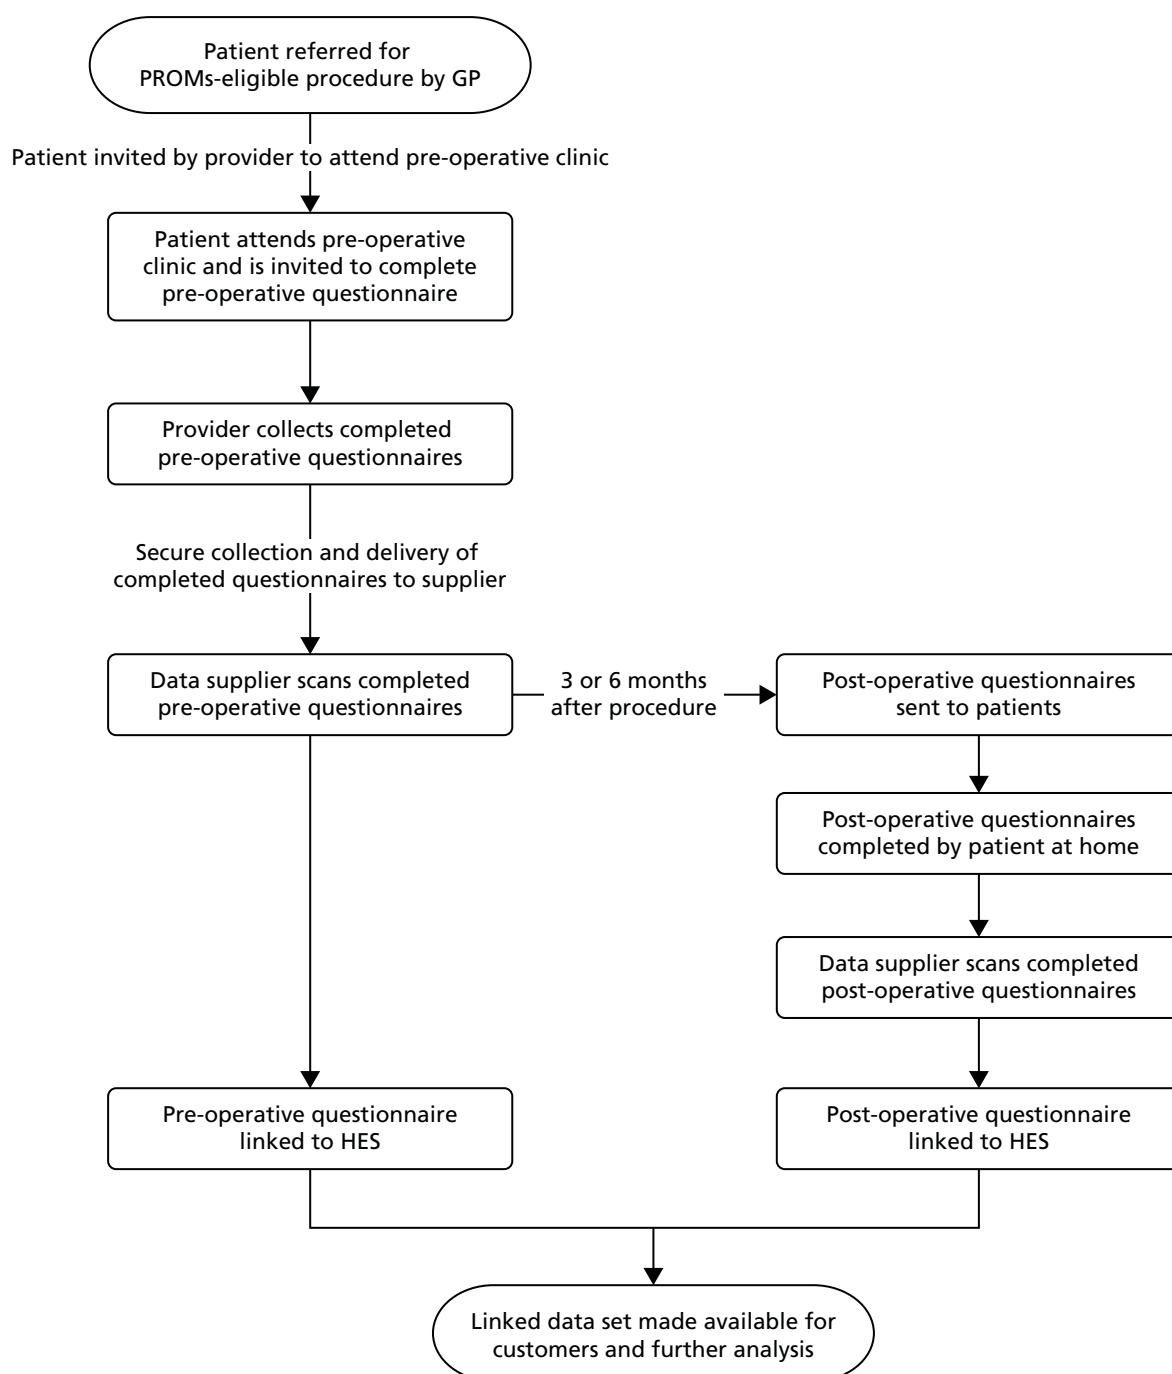 Patient referred for
PROMs-eligible procedure by GP
Patient invited by provider to attend pre-operative clinic
Patient attends pre-operative
clinic and is invited to complete
pre-operative questionnaire
Provider collects completed
pre-operative questionnaires
Secure collection and delivery of
completed questionnaires to supplier
Data supplier scans completed
pre-operative questionnaires
3 or 6 months
after procedure
Post-operative questionnaires
sent to patients
Post-operative questionnaires
completed by patient at home
Data supplier scans completed
post-operative questionnaires
Pre-operative questionnaire
linked to HES
Post-operative questionnaire
linked to HES
Linked data set made available for
customers and further analysis